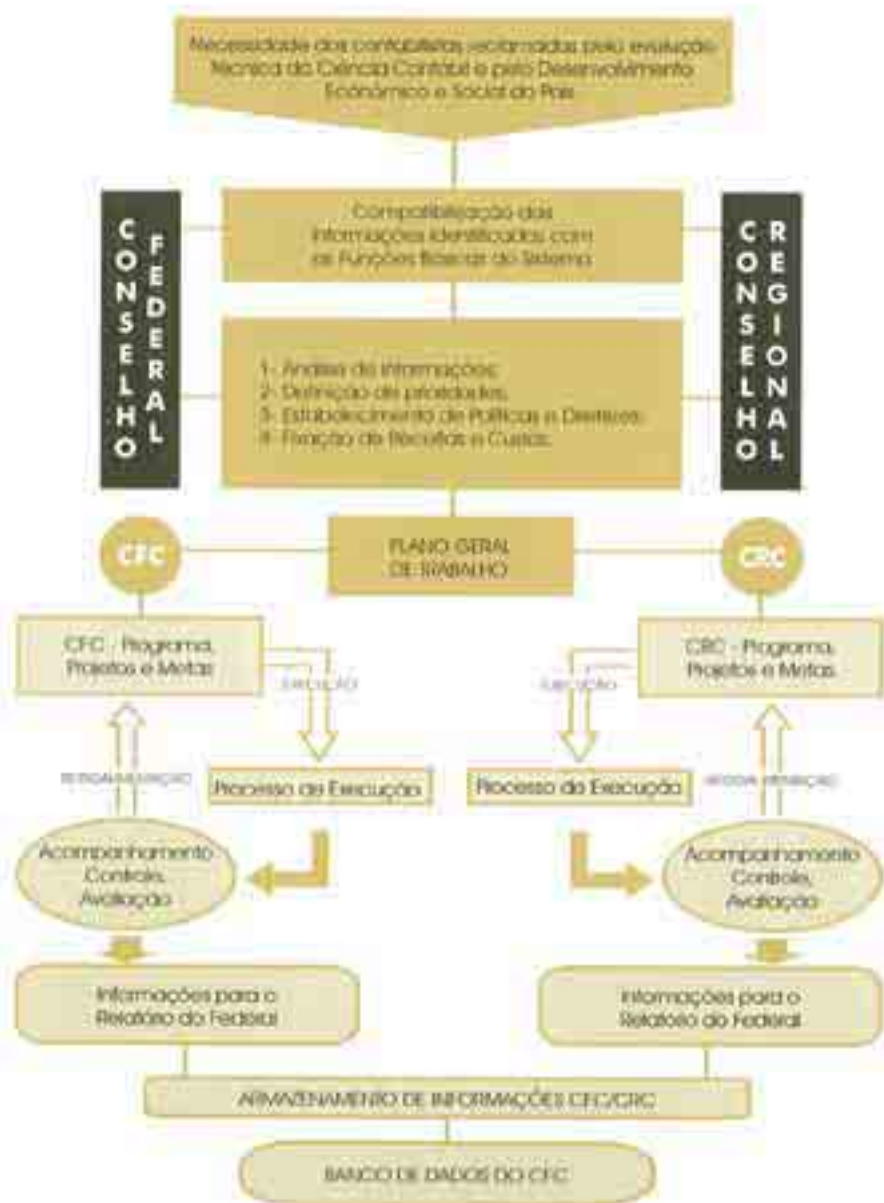 Necessidade dos contabilistas reclamadas pela evolução
Técnica da Ciência Contábil e pelo Desenvolvimento
Econômico e Social do País
CONSELHO
FEDERAL
Compatibilização das
Informações Identificadas com
as Funções Básicas do Sistema
CONSELHO
REGIONAL
1- Análise de Informações;
2- Definição de prioridades;
3- Estabelecimento de Políticas e Diretrizes;
4- Fixação de Receitas e Custos.
CFC
PLANO GERAL
DE TRABALHO
CRC
CFC - Programa,
Projetos e Metas
CRC - Programa,
Projetos e Metas
EXECUÇÃO
EXECUÇÃO
Processo de Execução
Processo de Execução
Acompanhamento
Controle,
Avaliação
Acompanhamento
Controle,
Avaliação
Informações para o
Relatório do Federal
Informações para o
Relatório do Federal
ARMAZENAMENTO DE INFORMAÇÕES CFC/CRC
BANCO DE DADOS DO CFC